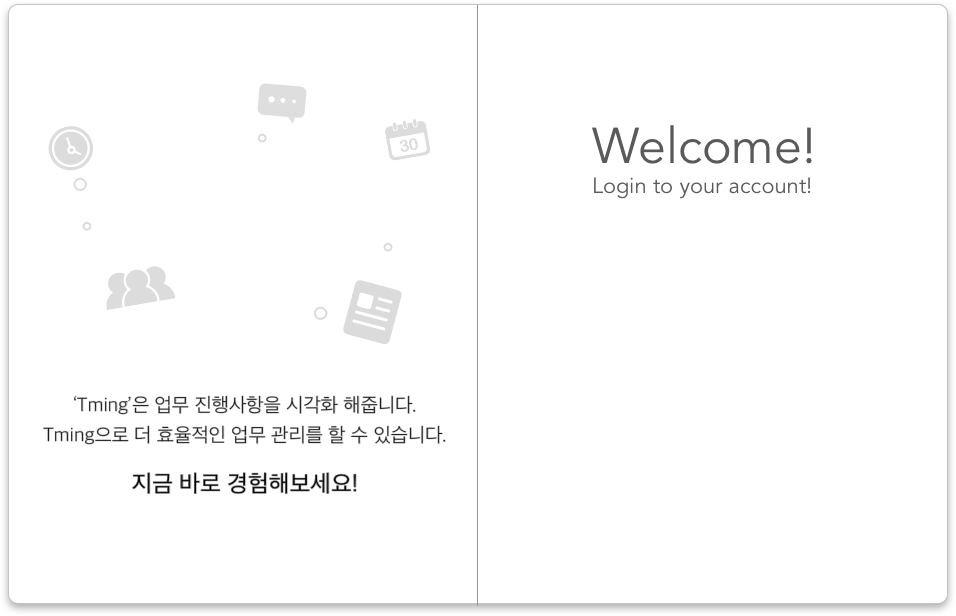 30
‘Tming’은 업무 진행사항을 시각화 해줍니다.
Tming으로 더 효율적인 업무 관리를 할 수 있습니다.
지금 바로 경험해보세요!
Welcome!
Login to your account!